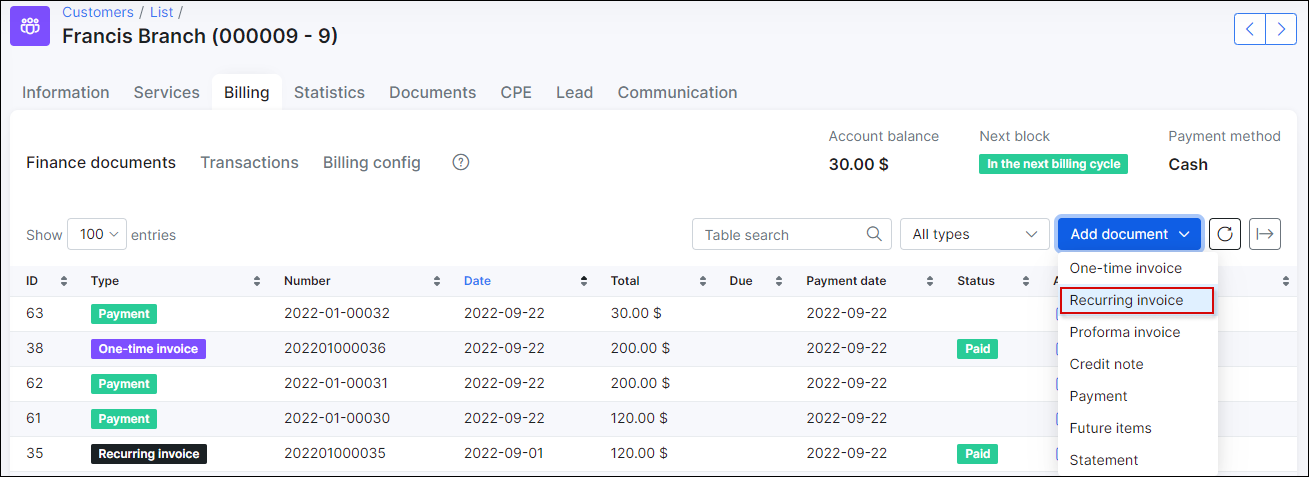 Customers / List /
Francis Branch (000009 - 9)
Information Services Billing Statistics Documents CPE Lead Communication
Account balance Next block Payment method
Finance documents Transactions Billing config ?
30.00 $ In the next billing cycle Cash
Show 100 entries Table search All types Add document
One-time invoice
ID Type Number Date Total Due Payment date Status A
Recurring invoice
63 Payment 2022-01-00032 2022-09-22 30.00 $ 2022-09-22
Proforma invoice
38 One-time invoice 202201000036 2022-09-22 200.00 $ 2022-09-22 Paid
Credit note
62 Payment 2022-01-00031 2022-09-22 200.00 $ 2022-09-22
Payment
61 Payment 2022-01-00030 2022-09-22 120.00 $ 2022-09-22
Future items
35 Recurring invoice 202201000035 2022-09-01 120.00 $ 2022-09-22 Paid
Statement